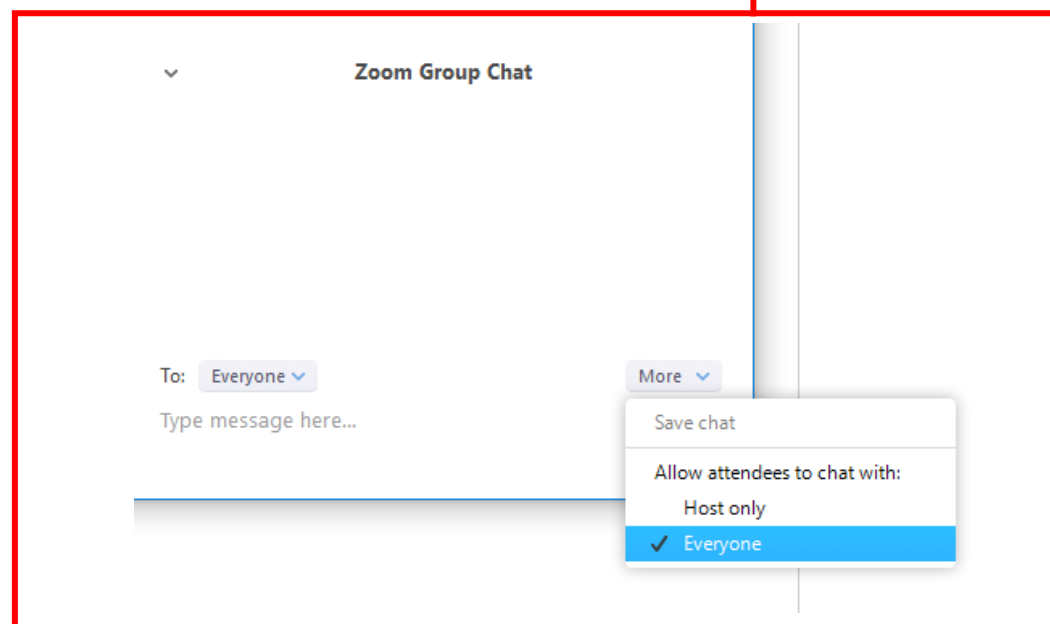 Zoom Group Chat
To: Everyone More
Type message here...
Save chat
Allow attendees to chat with:
Host only
Everyone